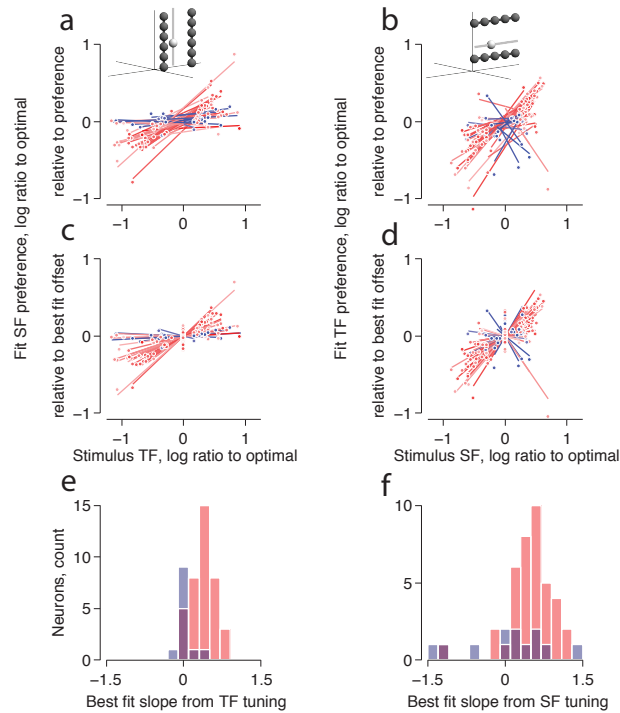 a
b
Fit SF preference, log ratio to optimal
relative to preference
1
0
−1
−1
0
1
Fit TF preference, log ratio to optimal
relative to preference
1
0
−1
−1
0
1
c
d
relative to best fit offset
1
0
−1
−1
0
1
Stimulus TF, log ratio to optimal
relative to best fit offset
1
0
−1
−1
0
1
Stimulus SF, log ratio to optimal
e
f
Neurons, count
15
10
5
0
−1.5
0
1.5
Best fit slope from TF tuning
10
5
0
−1.5
0
1.5
Best fit slope from SF tuning